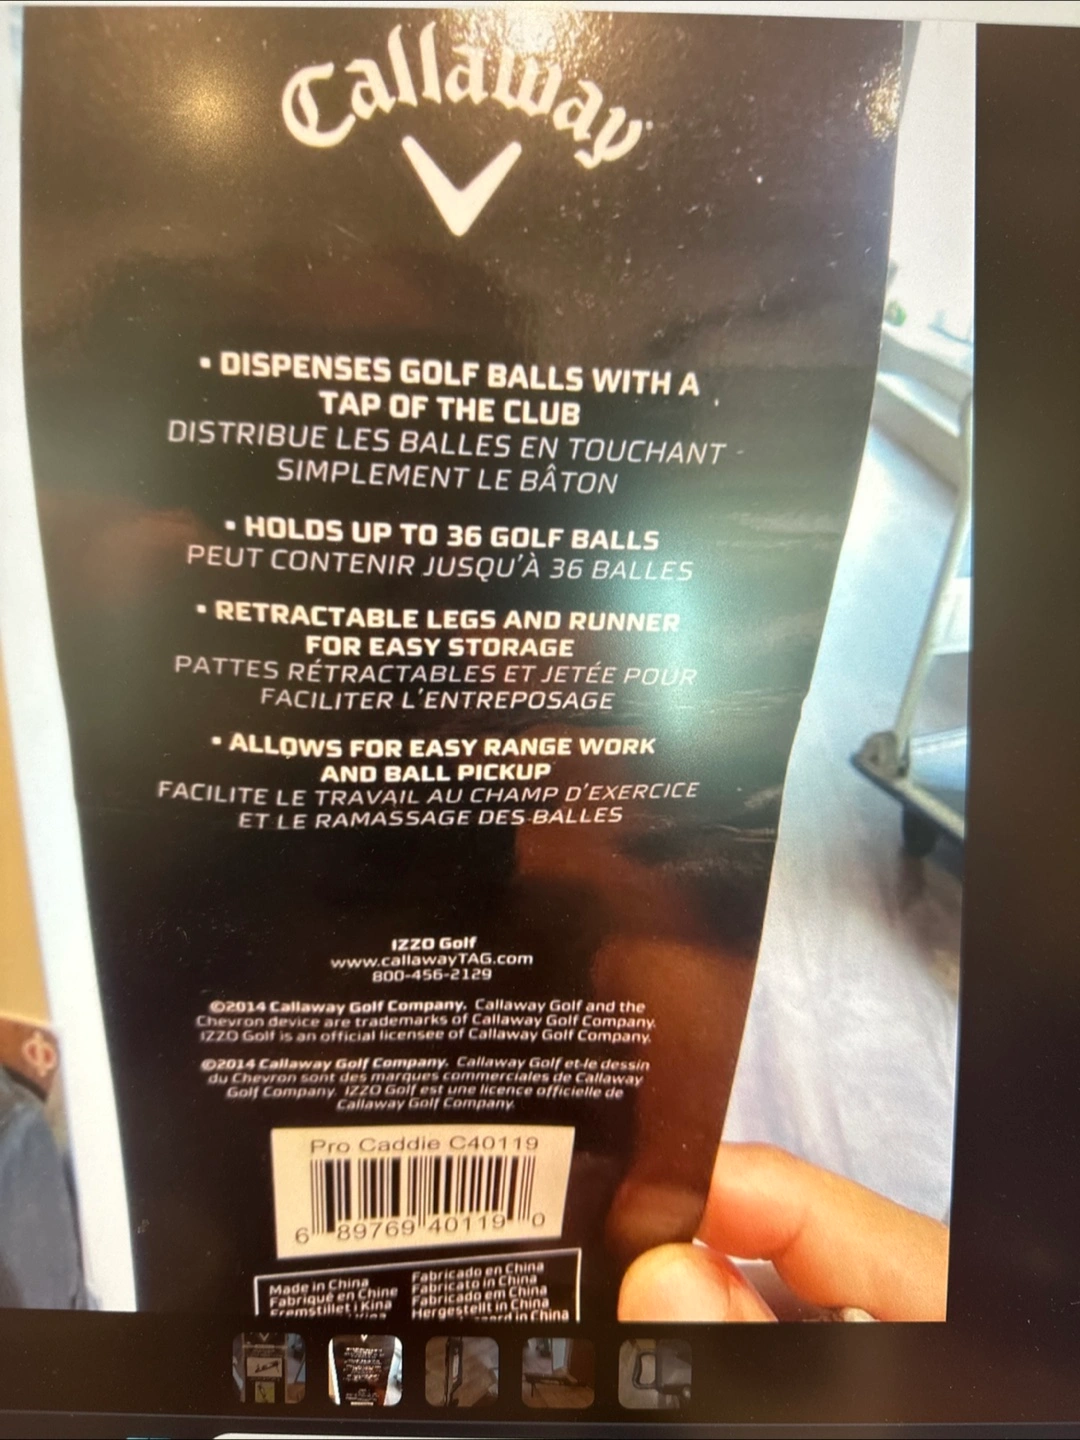 Callaway
• DISPENSES GOLF BALLS WITH A
TAP OF THE CLUB
DISTRIBUE LES BALLES EN TOUCHANT
SIMPLEMENT LE BÂTON
• HOLDS UP TO 36 GOLF BALLS
PEUT CONTENIR JUSQU'À 36 BALLES
• RETRACTABLE LEGS AND RUNNER
FOR EASY STORAGE
PATTES RÉTRACTABLES ET JETÉE POUR
FACILITER L'ENTREPOSAGE
• ALLOWS FOR EASY RANGE WORK
AND BALL PICKUP
FACILITE LE TRAVAIL AU CHAMP D'EXERCICE
ET LE RAMASSAGE DES BALLES
IZZO Golf
www.callawayTAG.com
800-456-2129
©2014 Callaway Golf Company. Callaway Golf and the
Chevron device are trademarks of Callaway Golf Company.
IZZO Golf is an official licensee of Callaway Golf Company.
©2014 Callaway Golf Company. Callaway Golf et le dessin
du Chevron sont des marques commerciales de Callaway
Golf Company. IZZO Golf est une licence officielle de
Callaway Golf Company.
Pro Caddie C40119
6 89769 40119 0
Made in China
Fabriqué en Chine
Fremstillet i Kina
Fabricado en China
Fabricato in China
Fabricado em China
Hergestellt in China
in China